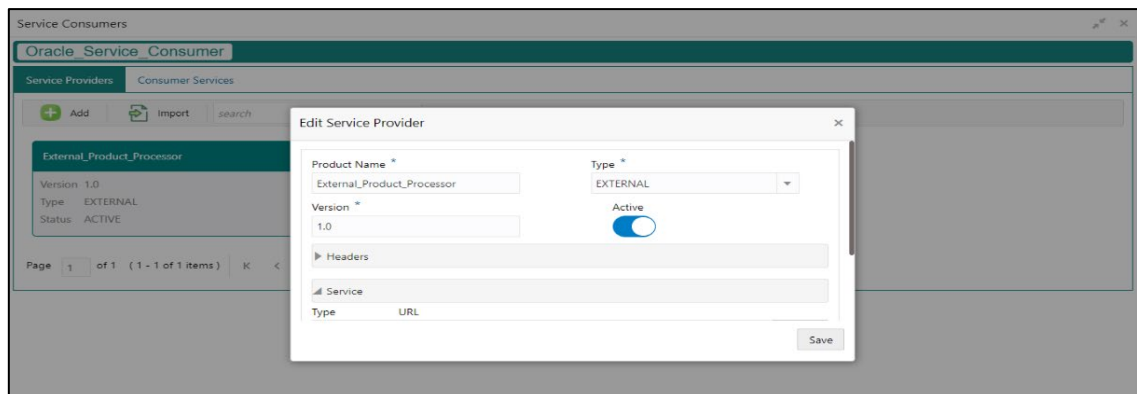 Service Consumers
Oracle_Service_Consumer
Service Providers Consumer Services
Add Import search
External_Product_Processor
Version 1.0
Type EXTERNAL
Status ACTIVE
Page 1 of 1 (1 - 1 of 1 items) K <
Edit Service Provider
Product Name * Type *
External_Product_Processor EXTERNAL
Version * Active
1.0
Headers
Service
Type URL
Save